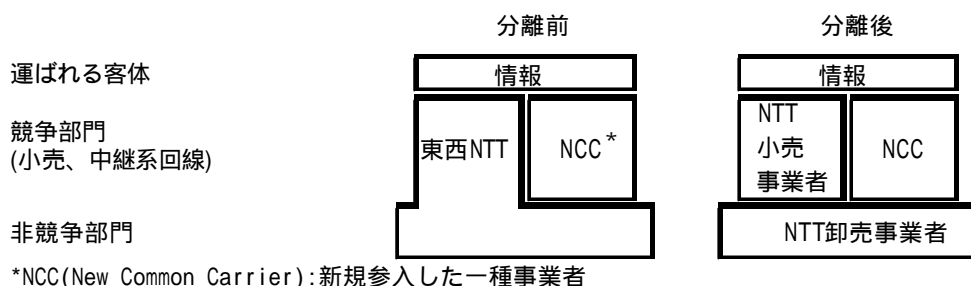 分離前 分離後
運ばれる客体 情報 情報
競争部門
(小売、中継系回線)
東西NTT NCC*
NTT
小売
事業者
NCC
非競争部門 NTT卸売事業者
*NCC(New Common Carrier):新規参入した一種事業者